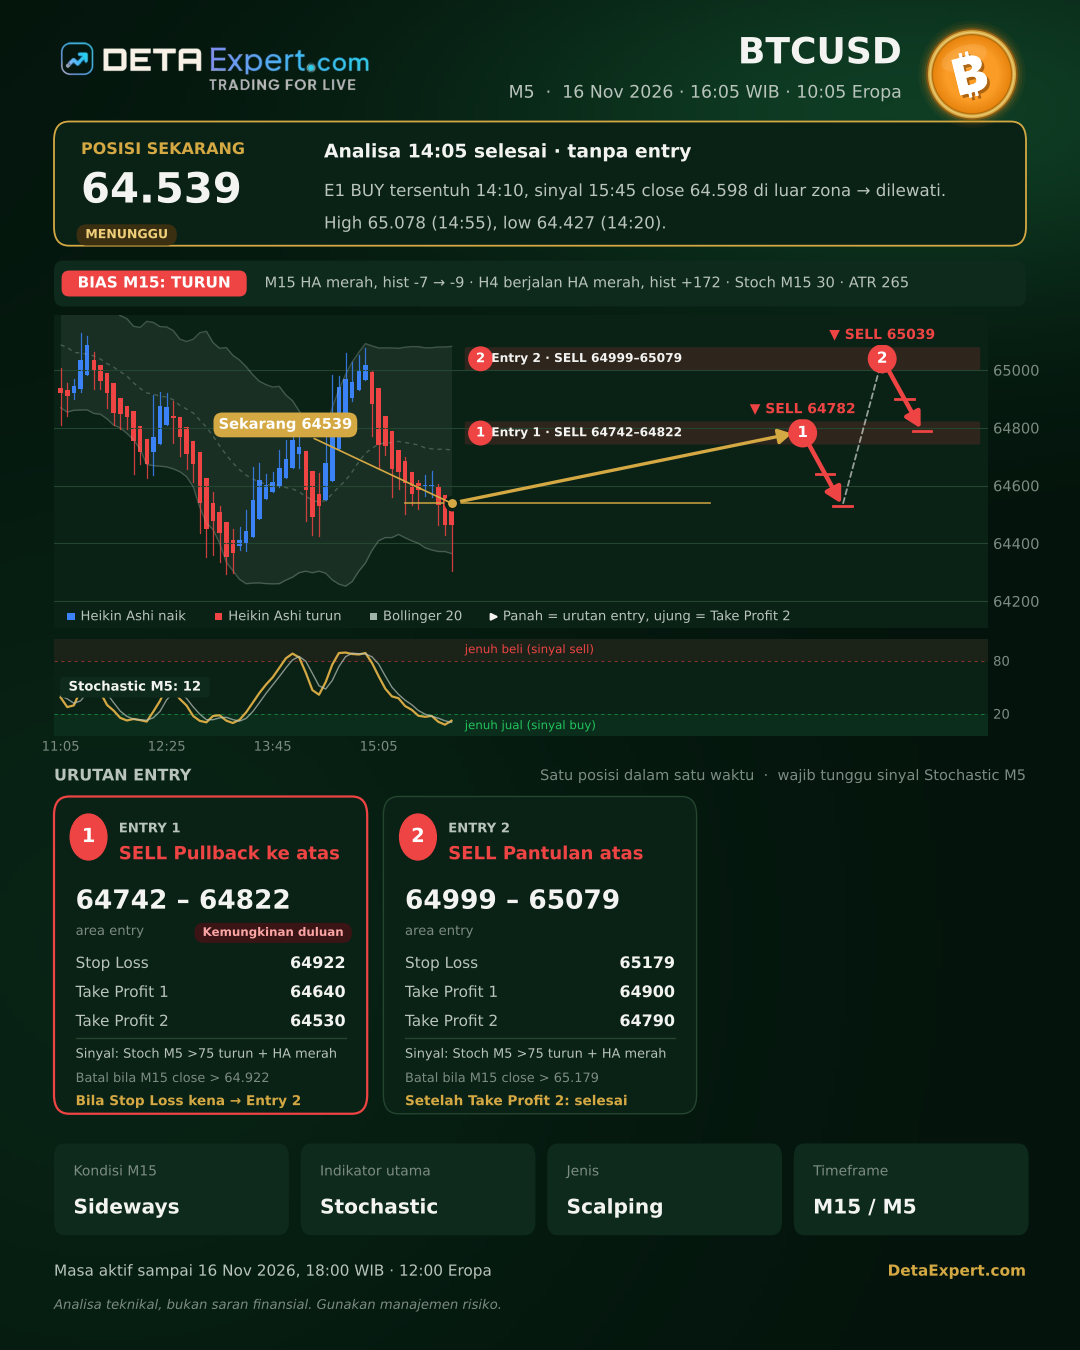 DETA Expert.com
TRADING FOR LIVE
BTCUSD
M5 · 16 Nov 2026 · 16:05 WIB · 10:05 Eropa
POSISI SEKARANG
64.539
MENUNGGU
Analisa 14:05 selesai · tanpa entry
E1 BUY tersentuh 14:10, sinyal 15:45 close 64.598 di luar zona → dilewati.
High 65.078 (14:55), low 64.427 (14:20).
BIAS M15: TURUN
M15 HA merah, hist -7 → -9 · H4 berjalan HA merah, hist +172 · Stoch M15 30 · ATR 265
▼ SELL 65039
2 Entry 2 · SELL 64999–65079
2
65000
▼ SELL 64782
Sekarang 64539
1 Entry 1 · SELL 64742–64822
1
64800
64600
64400
64200
Heikin Ashi naik
Heikin Ashi turun
Bollinger 20
Panah = urutan entry, ujung = Take Profit 2
jenuh beli (sinyal sell)
80
Stochastic M5: 12
20
jenuh jual (sinyal buy)
11:05
12:25
13:45
15:05
URUTAN ENTRY
Satu posisi dalam satu waktu · wajib tunggu sinyal Stochastic M5
1
ENTRY 1
SELL Pullback ke atas
64742 – 64822
area entry
Kemungkinan duluan
Stop Loss 64922
Take Profit 1 64640
Take Profit 2 64530
Sinyal: Stoch M5 >75 turun + HA merah
Batal bila M15 close > 64.922
Bila Stop Loss kena → Entry 2
2
ENTRY 2
SELL Pantulan atas
64999 – 65079
area entry
Stop Loss 65179
Take Profit 1 64900
Take Profit 2 64790
Sinyal: Stoch M5 >75 turun + HA merah
Batal bila M15 close > 65.179
Setelah Take Profit 2: selesai
Kondisi M15
Sideways
Indikator utama
Stochastic
Jenis
Scalping
Timeframe
M15 / M5
Masa aktif sampai 16 Nov 2026, 18:00 WIB · 12:00 Eropa
DetaExpert.com
Analisa teknikal, bukan saran finansial. Gunakan manajemen risiko.